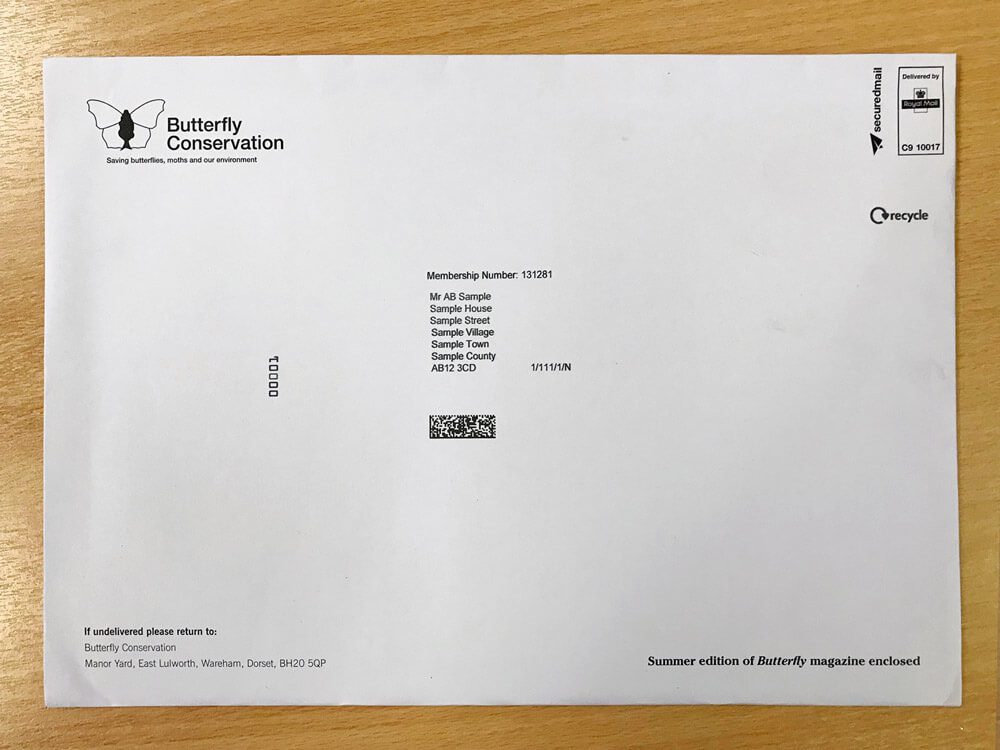 Butterfly
Conservation
Saving butterflies, moths and our environment
securedmail
Delivered by
Royal Mail
C9 10017
recycle
Membership Number: 131281
Mr AB Sample
Sample House
Sample Street
Sample Village
Sample Town
Sample County
AB12 3CD 1/111/1/N
00001
If undelivered please return to:
Butterfly Conservation
Manor Yard, East Lulworth, Wareham, Dorset, BH20 5QP
Summer edition of Butterfly magazine enclosed